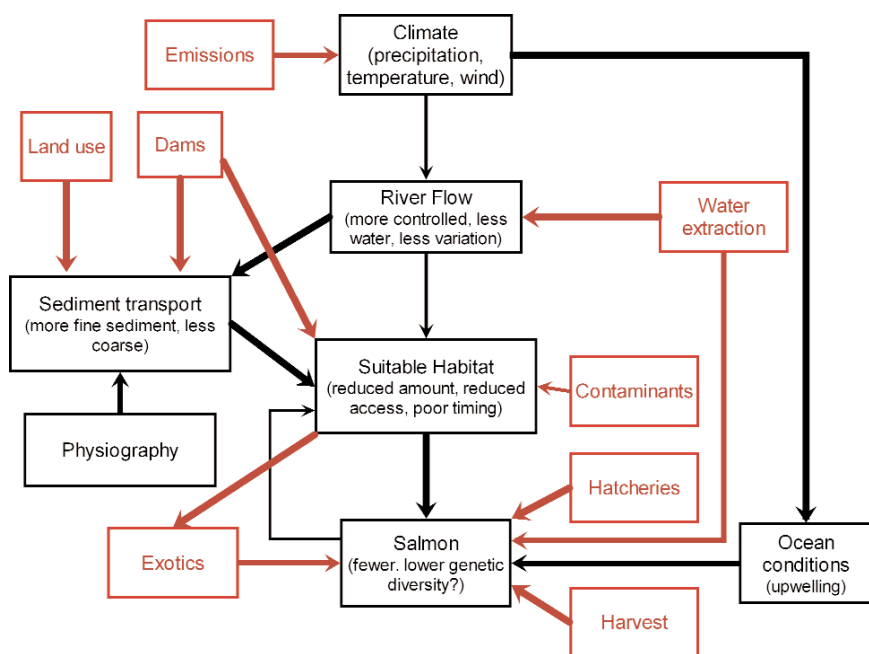 Climate
(precipitation,
temperature, wind)
Emissions
Land use
Dams
River Flow
(more controlled, less
water, less variation)
Water
extraction
Sediment transport
(more fine sediment, less
coarse)
Suitable Habitat
(reduced amount, reduced
access, poor timing)
Contaminants
Physiography
Hatcheries
Exotics
Salmon
(fewer. lower genetic
diversity?)
Ocean
conditions
(upwelling)
Harvest